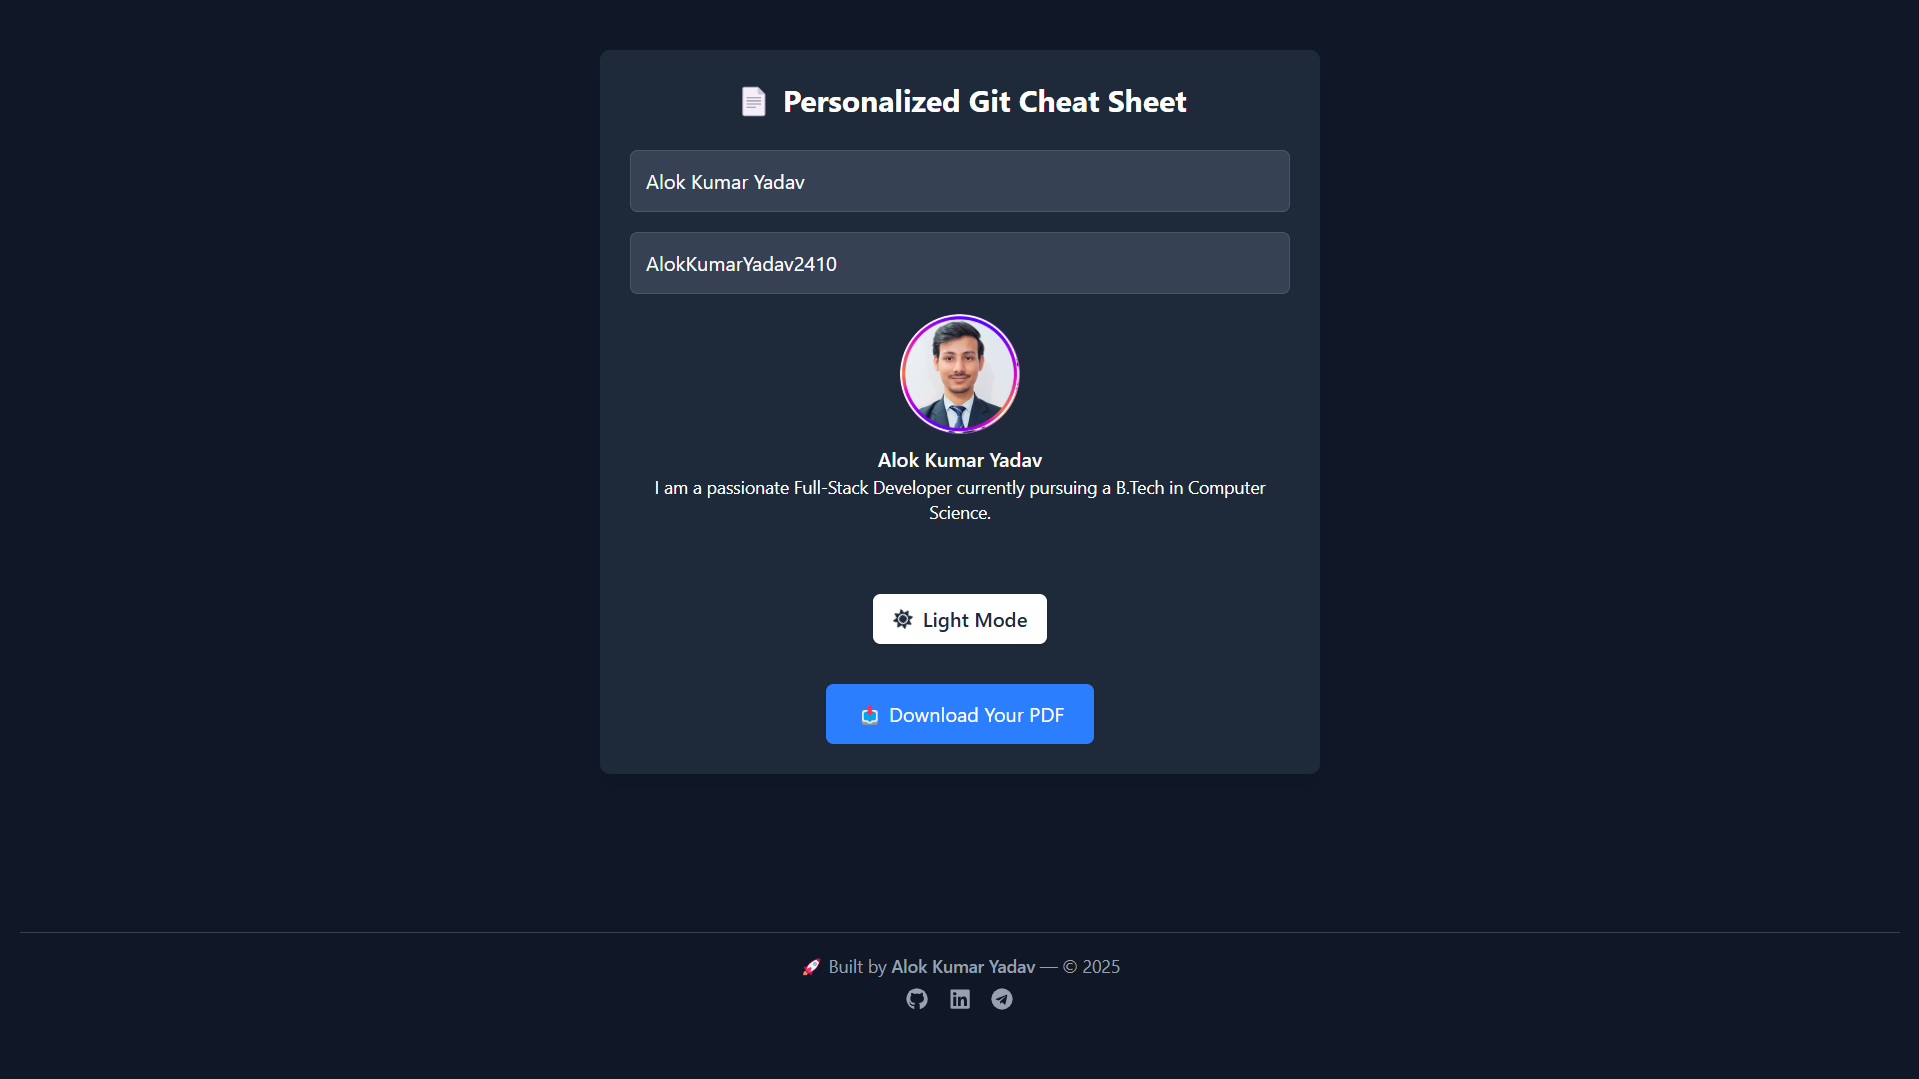 Personalized Git Cheat Sheet
Alok Kumar Yadav
AlokKumarYadav2410
Alok Kumar Yadav
I am a passionate Full-Stack Developer currently pursuing a B.Tech in Computer
Science.
Light Mode
Download Your PDF
🚀 Built by Alok Kumar Yadav — © 2025